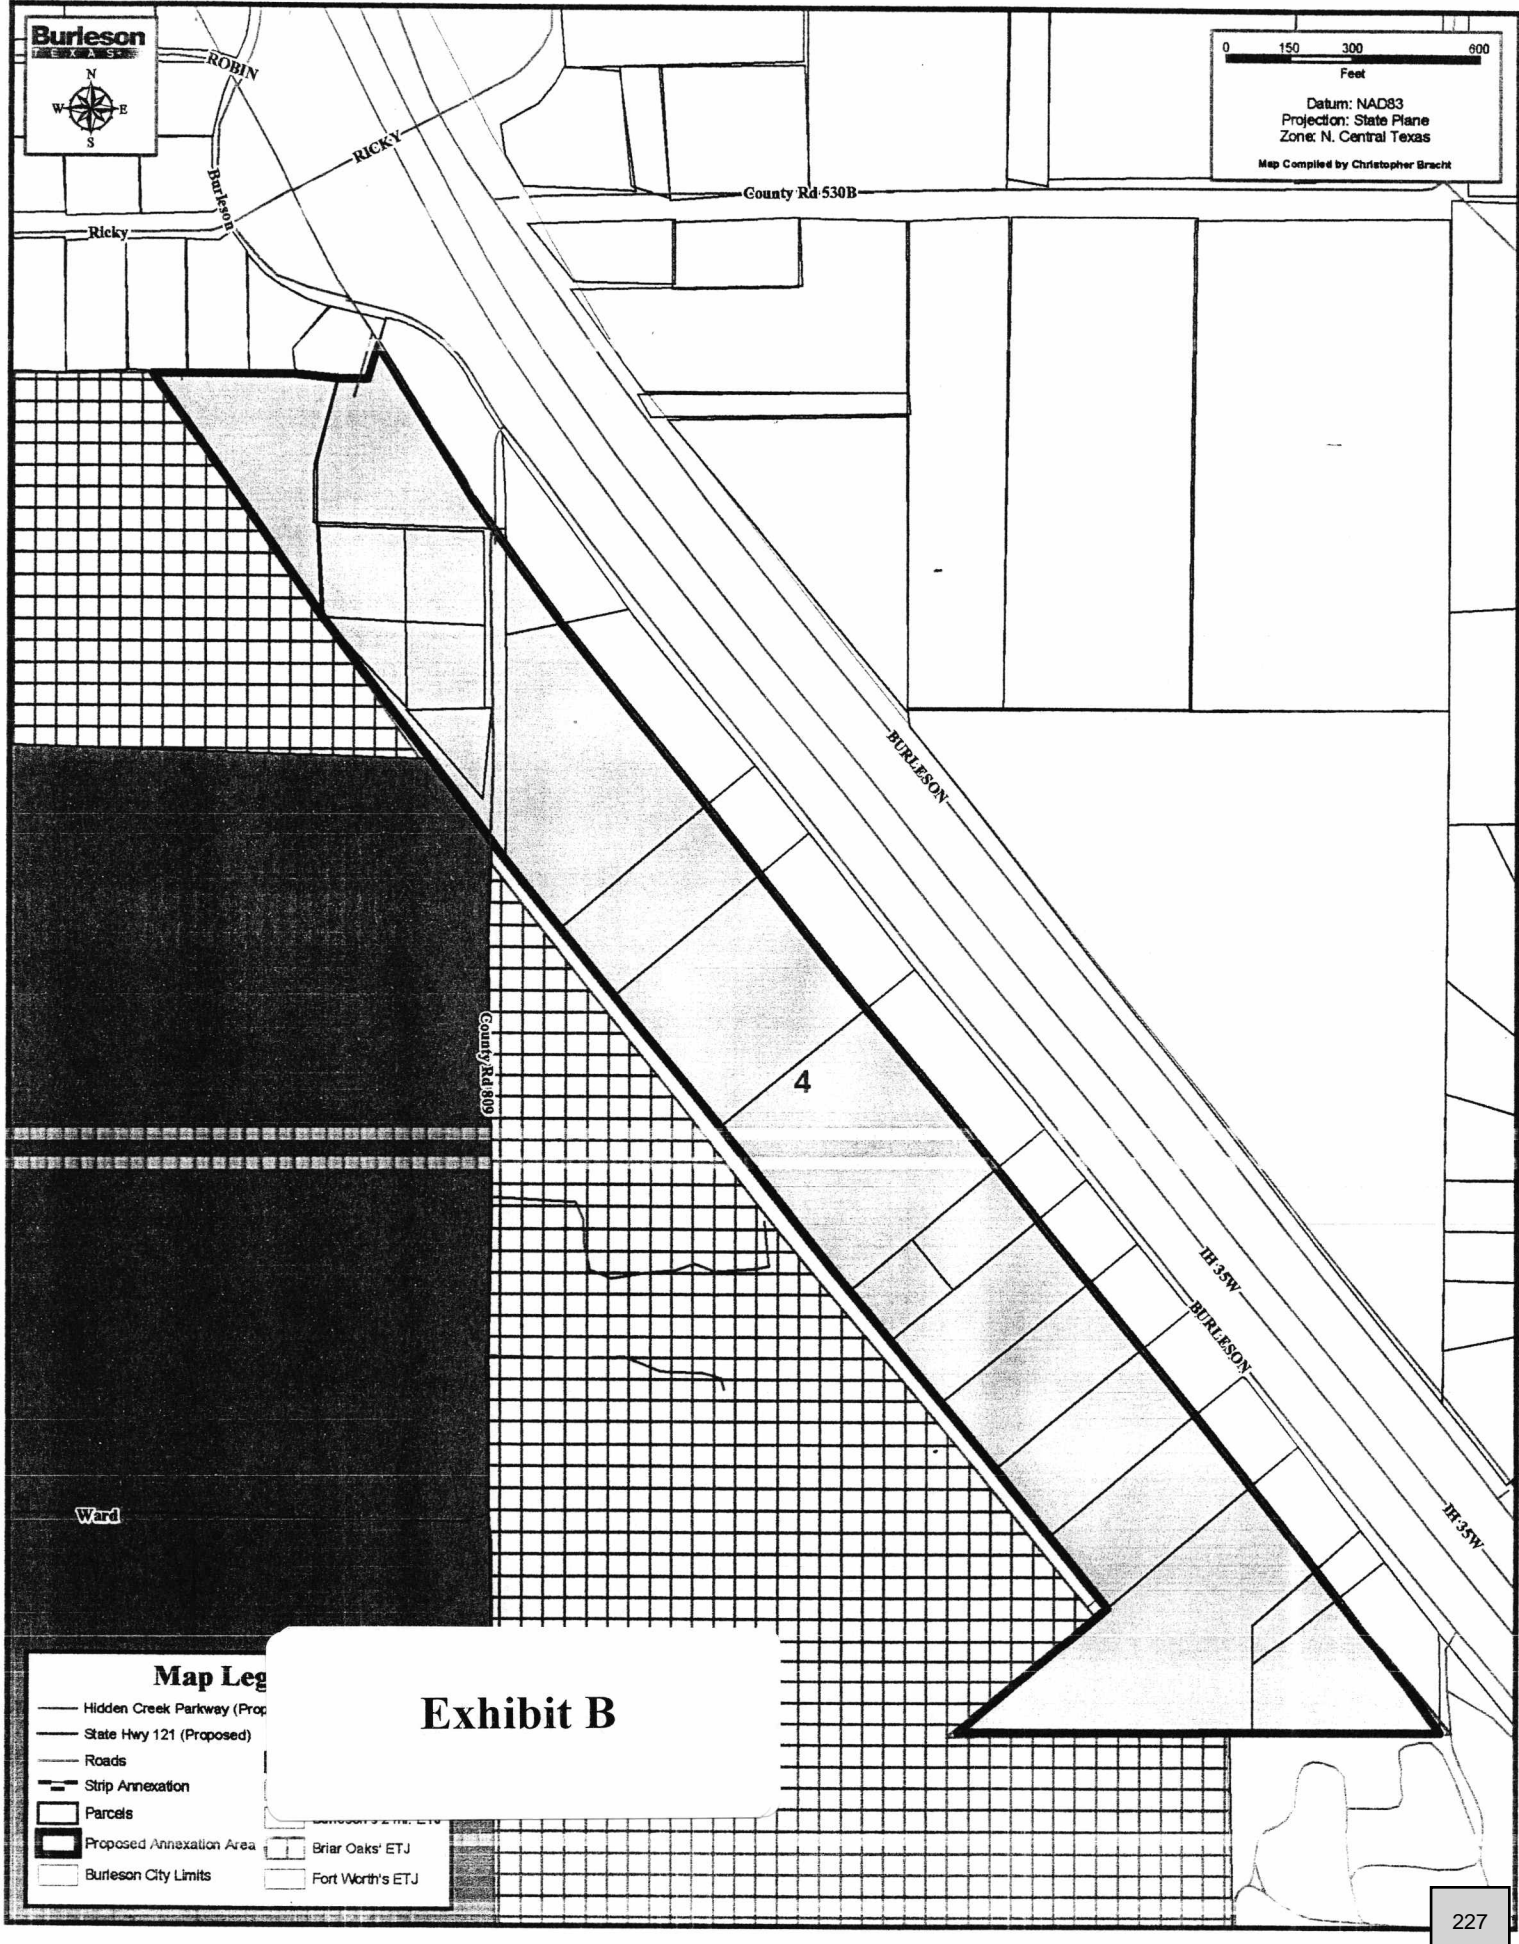 Burleson
TEXAS
N
W E
S
ROBIN
RICKY
Burleson
Ricky
County Rd 530B
0 150 300 600
Feet
Datum: NAD83
Projection: State Plane
Zone: N. Central Texas
Map Compiled by Christopher Bracht
BURLESON
County Rd 809
4
IH 35W
BURLESON
IH 35W
Ward
Map Leg
Hidden Creek Parkway (Prop
State Hwy 121 (Proposed)
Roads
Strip Annexation
Parcels
Proposed Annexation Area
Burleson City Limits
Briar Oaks' ETJ
Fort Worth's ETJ
Exhibit B
227